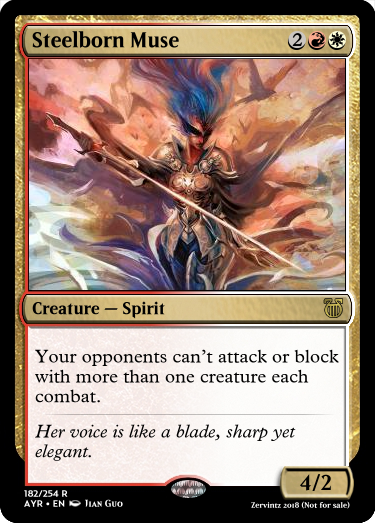 Steelborn Muse 2
Creature — Spirit
Your opponents can't attack or block
with more than one creature each
combat.
Her voice is like a blade, sharp yet
elegant.
4/2
182/254 R
AYR • EN Jian Guo
Zervintz 2018 (Not for sale)